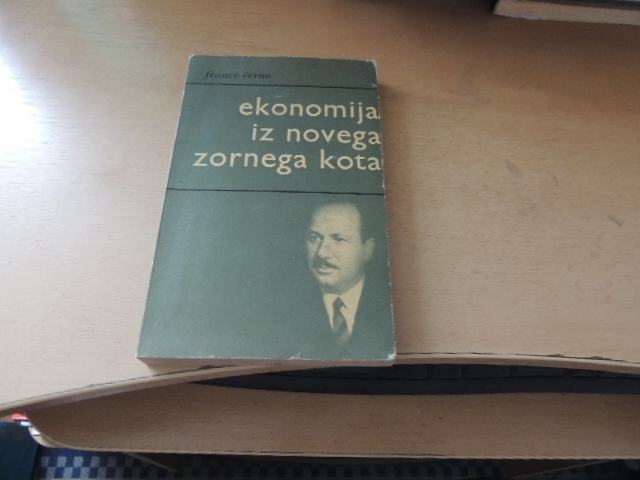 france černe
ekonomija
iz novega
zornega kota